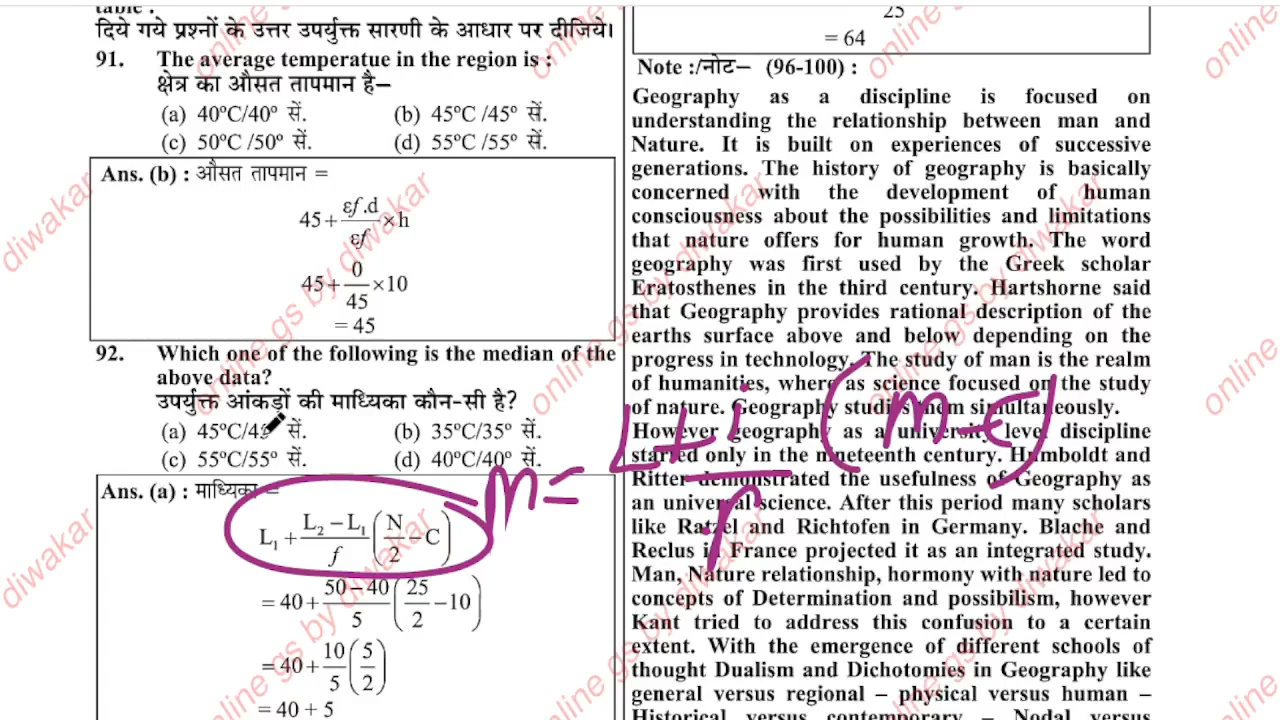 table :
दिये गये प्रश्नों के उत्तर उपर्युक्त सारणी के आधार पर दीजिये।
91. The average temperatue in the region is :
क्षेत्र का औसत तापमान है–
(a) 40ºC/40º सें. (b) 45ºC /45º सें.
(c) 50ºC /50º सें. (d) 55ºC /55º सें.
Ans. (b) : औसत तापमान =
45 + εf.d / εf × h
45 + 0 / 45 × 10
= 45
92. Which one of the following is the median of the
above data?
उपर्युक्त आंकड़ों की माध्यिका कौन-सी है?
(a) 45ºC/45 सें. (b) 35ºC/35º सें.
(c) 55ºC/55º सें. (d) 40ºC/40º सें.
Ans. (a) : माध्यिका =
L₁ + L₂ – L₁ / f ( N / 2 – C )
= 40 + 50 – 40 / 5 ( 25 / 2 – 10 )
= 40 + 10 / 5 ( 5 / 2 )
= 40 + 5
25
= 64
Note :/नोट– (96-100) :
Geography as a discipline is focused on
understanding the relationship between man and
Nature. It is built on experiences of successive
generations. The history of geography is basically
concerned with the development of human
consciousness about the possibilities and limitations
that nature offers for human growth. The word
geography was first used by the Greek scholar
Eratosthenes in the third century. Hartshorne said
that Geography provides rational description of the
earths surface above and below depending on the
progress in technology. The study of man is the realm
of humanities, where as science focused on the study
of nature. Geography studies them simultaneously.
However geography as a university level discipline
started only in the nineteenth century. Humboldt and
Ritter demonstrated the usefulness of Geography as
an universal science. After this period many scholars
like Ratzel and Richtofen in Germany. Blache and
Reclus in France projected it as an integrated study.
Man, Nature relationship, hormony with nature led to
concepts of Determination and possibilism, however
Kant tried to address this confusion to a certain
extent. With the emergence of different schools of
thought Dualism and Dichotomies in Geography like
general versus regional – physical versus human –
Historical versus contemporary – Nodal versus
m = L + i / f (m – c)
online gs by diwakar